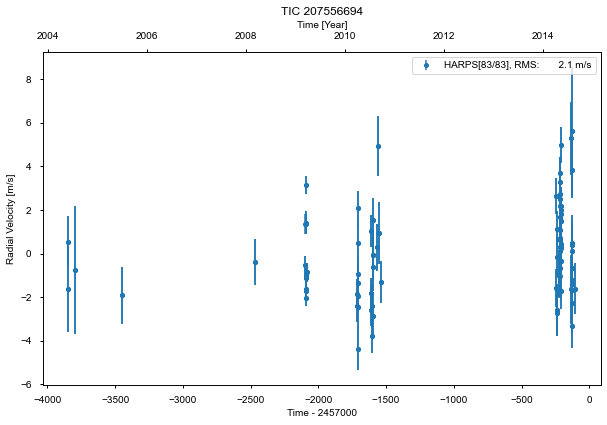 TIC 207556694
Time [Year]
2004 2006 2008 2010 2012 2014
HARPS[83/83], RMS: 2.1 m/s
Radial Velocity [m/s]
8
6
4
2
0
−2
−4
−6
−4000 −3500 −3000 −2500 −2000 −1500 −1000 −500 0
Time - 2457000